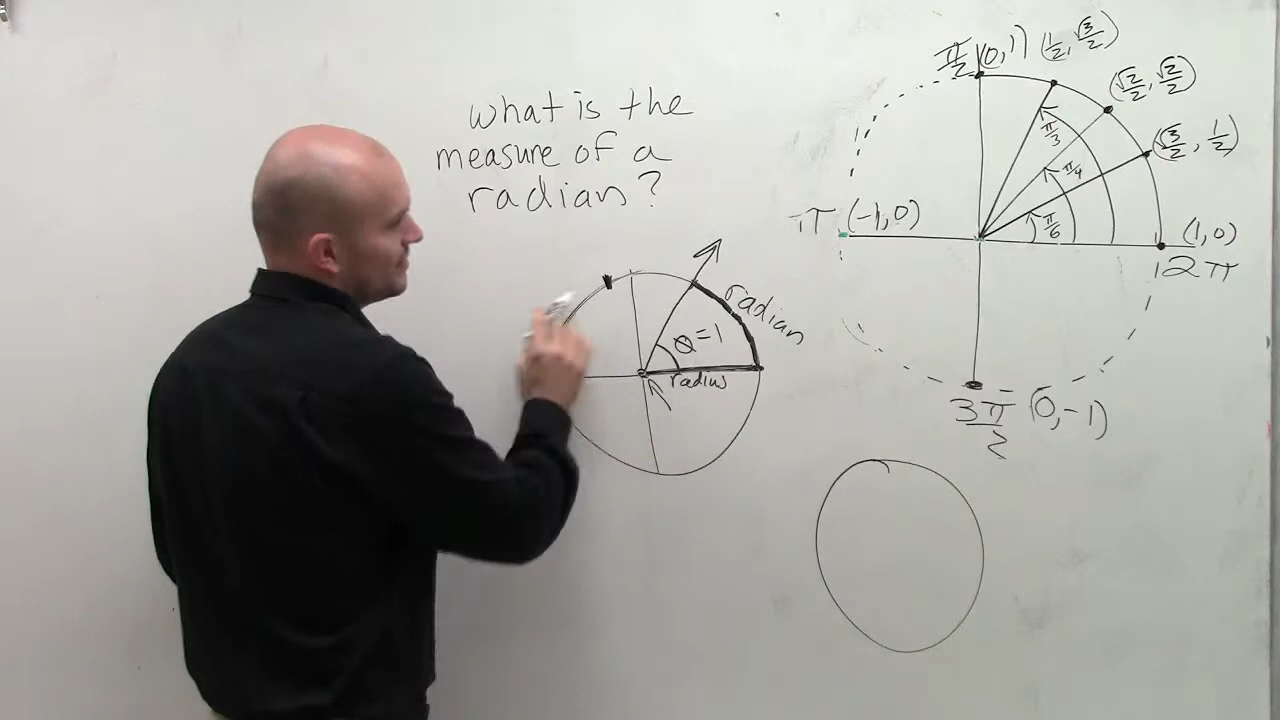 what is the
measure of a
radian?
radian
θ=1
radius
π/2 (0,1)
(1/2, √3/2)
(√2/2, √2/2)
(√3/2, 1/2)
π/3
π/4
π/6
π (-1,0)
(1,0)
2π
3π/2 (0,-1)